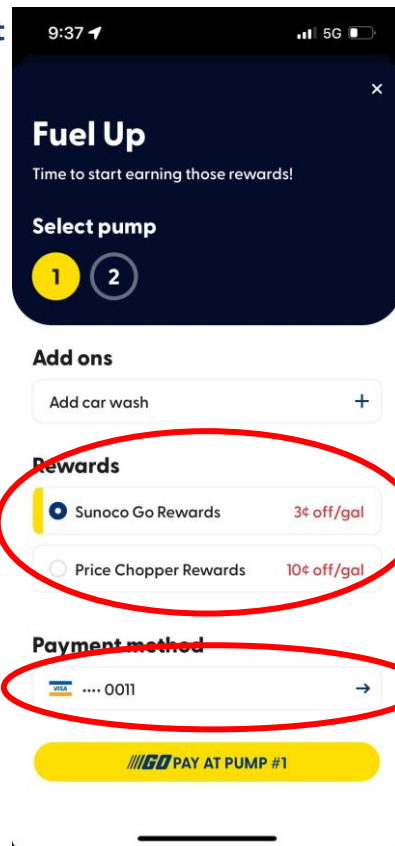 t
9:37
5G
×
Fuel Up
Time to start earning those rewards!
Select pump
1 2
Add ons
Add car wash +
Rewards
Sunoco Go Rewards 3¢ off/gal
Price Chopper Rewards 10¢ off/gal
Payment method
VISA •••• 0011 →
GO PAY AT PUMP #1